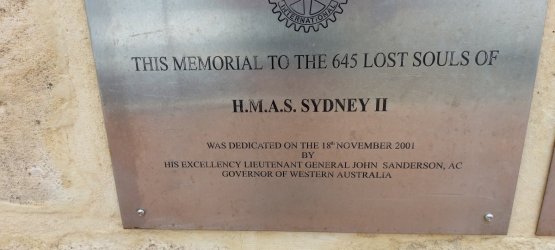 INTERNATIONAL
THIS MEMORIAL TO THE 645 LOST SOULS OF
H.M.A.S. SYDNEY II
WAS DEDICATED ON THE 18th NOVEMBER 2001
BY
HIS EXCELLENCY LIEUTENANT GENERAL JOHN SANDERSON, AC
GOVERNOR OF WESTERN AUSTRALIA